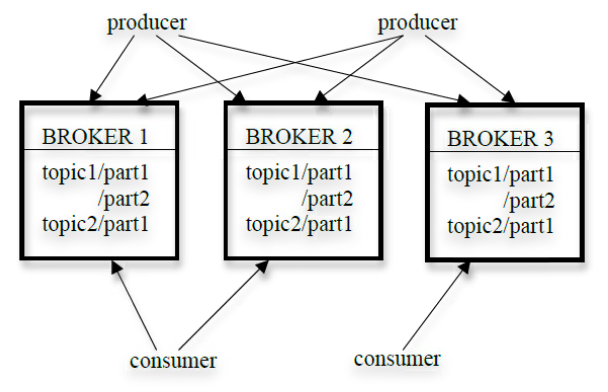 producer producer
BROKER 1 BROKER 2 BROKER 3
topic1/part1 topic1/part1 topic1/part1
/part2 /part2 /part2
topic2/part1 topic2/part1 topic2/part1
consumer consumer